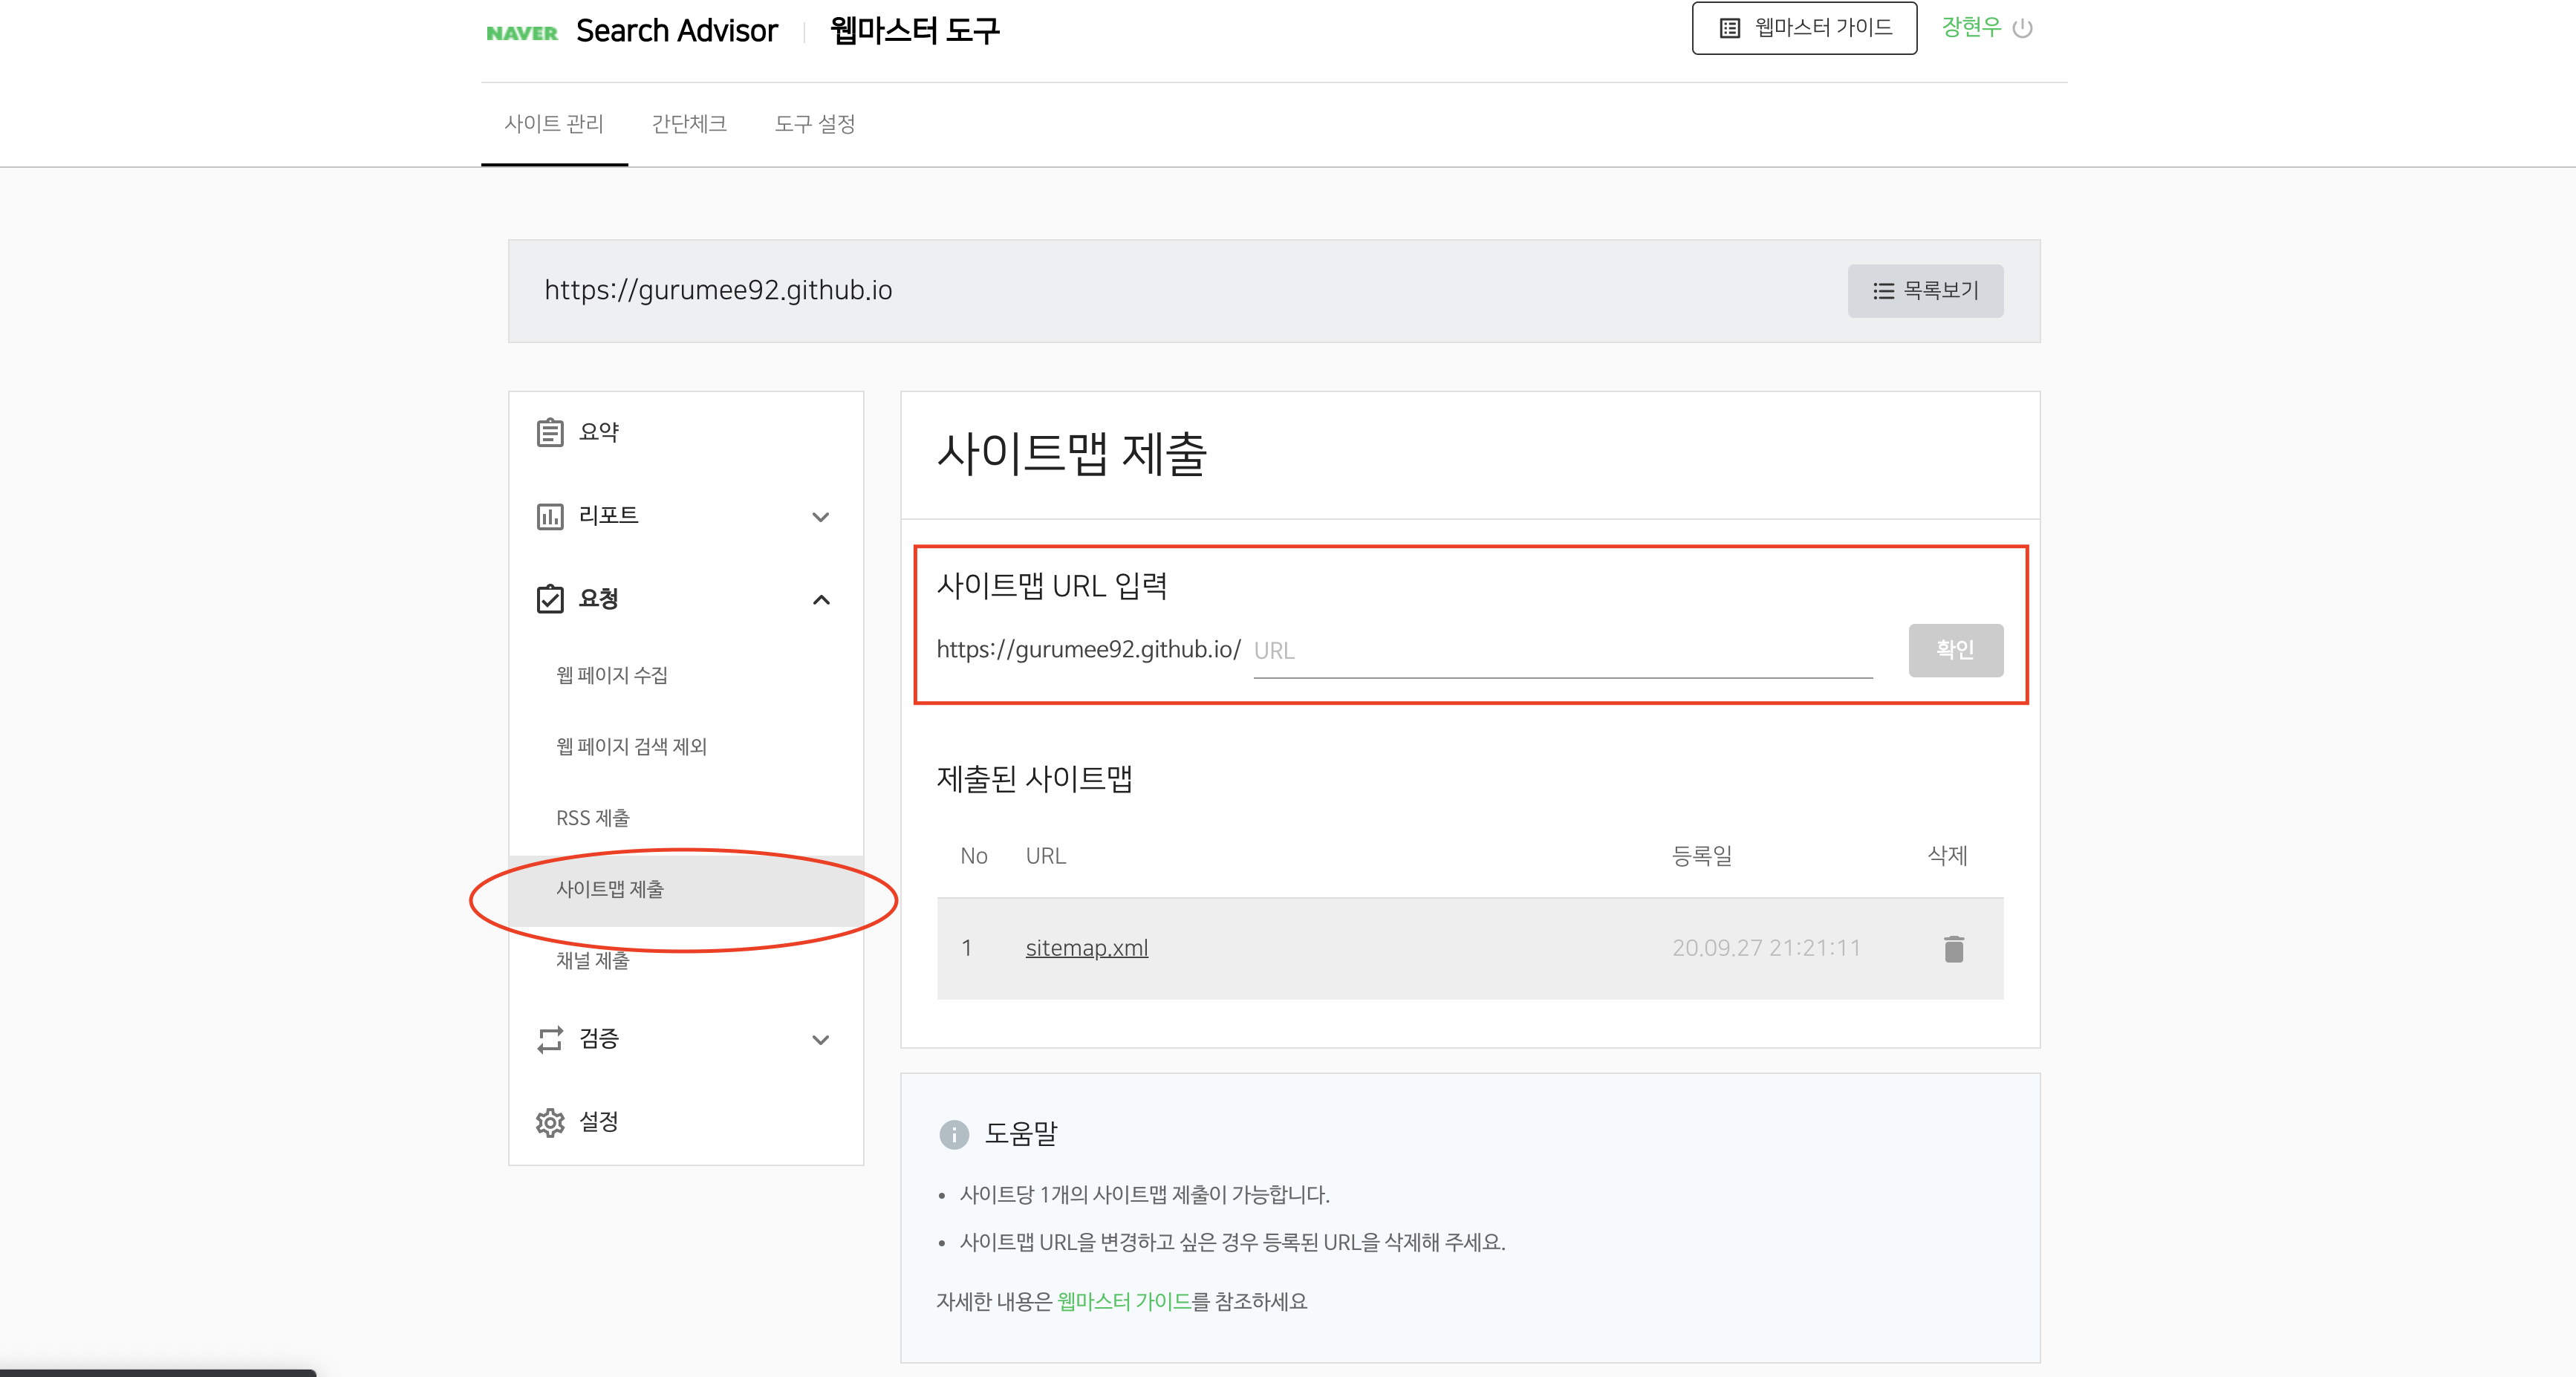 NAVER Search Advisor 웹마스터 도구
웹마스터 가이드
장현우
사이트 관리 간단체크 도구 설정
https://gurumee92.github.io
목록보기
요약
리포트
요청
웹 페이지 수집
웹 페이지 검색 제외
RSS 제출
사이트맵 제출
채널 제출
검증
설정
사이트맵 제출
사이트맵 URL 입력
https://gurumee92.github.io/ URL
확인
제출된 사이트맵
No URL 등록일 삭제
1 sitemap.xml 20.09.27 21:21:11
도움말
• 사이트당 1개의 사이트맵 제출이 가능합니다.
• 사이트맵 URL을 변경하고 싶은 경우 등록된 URL을 삭제해 주세요.
자세한 내용은 웹마스터 가이드를 참조하세요